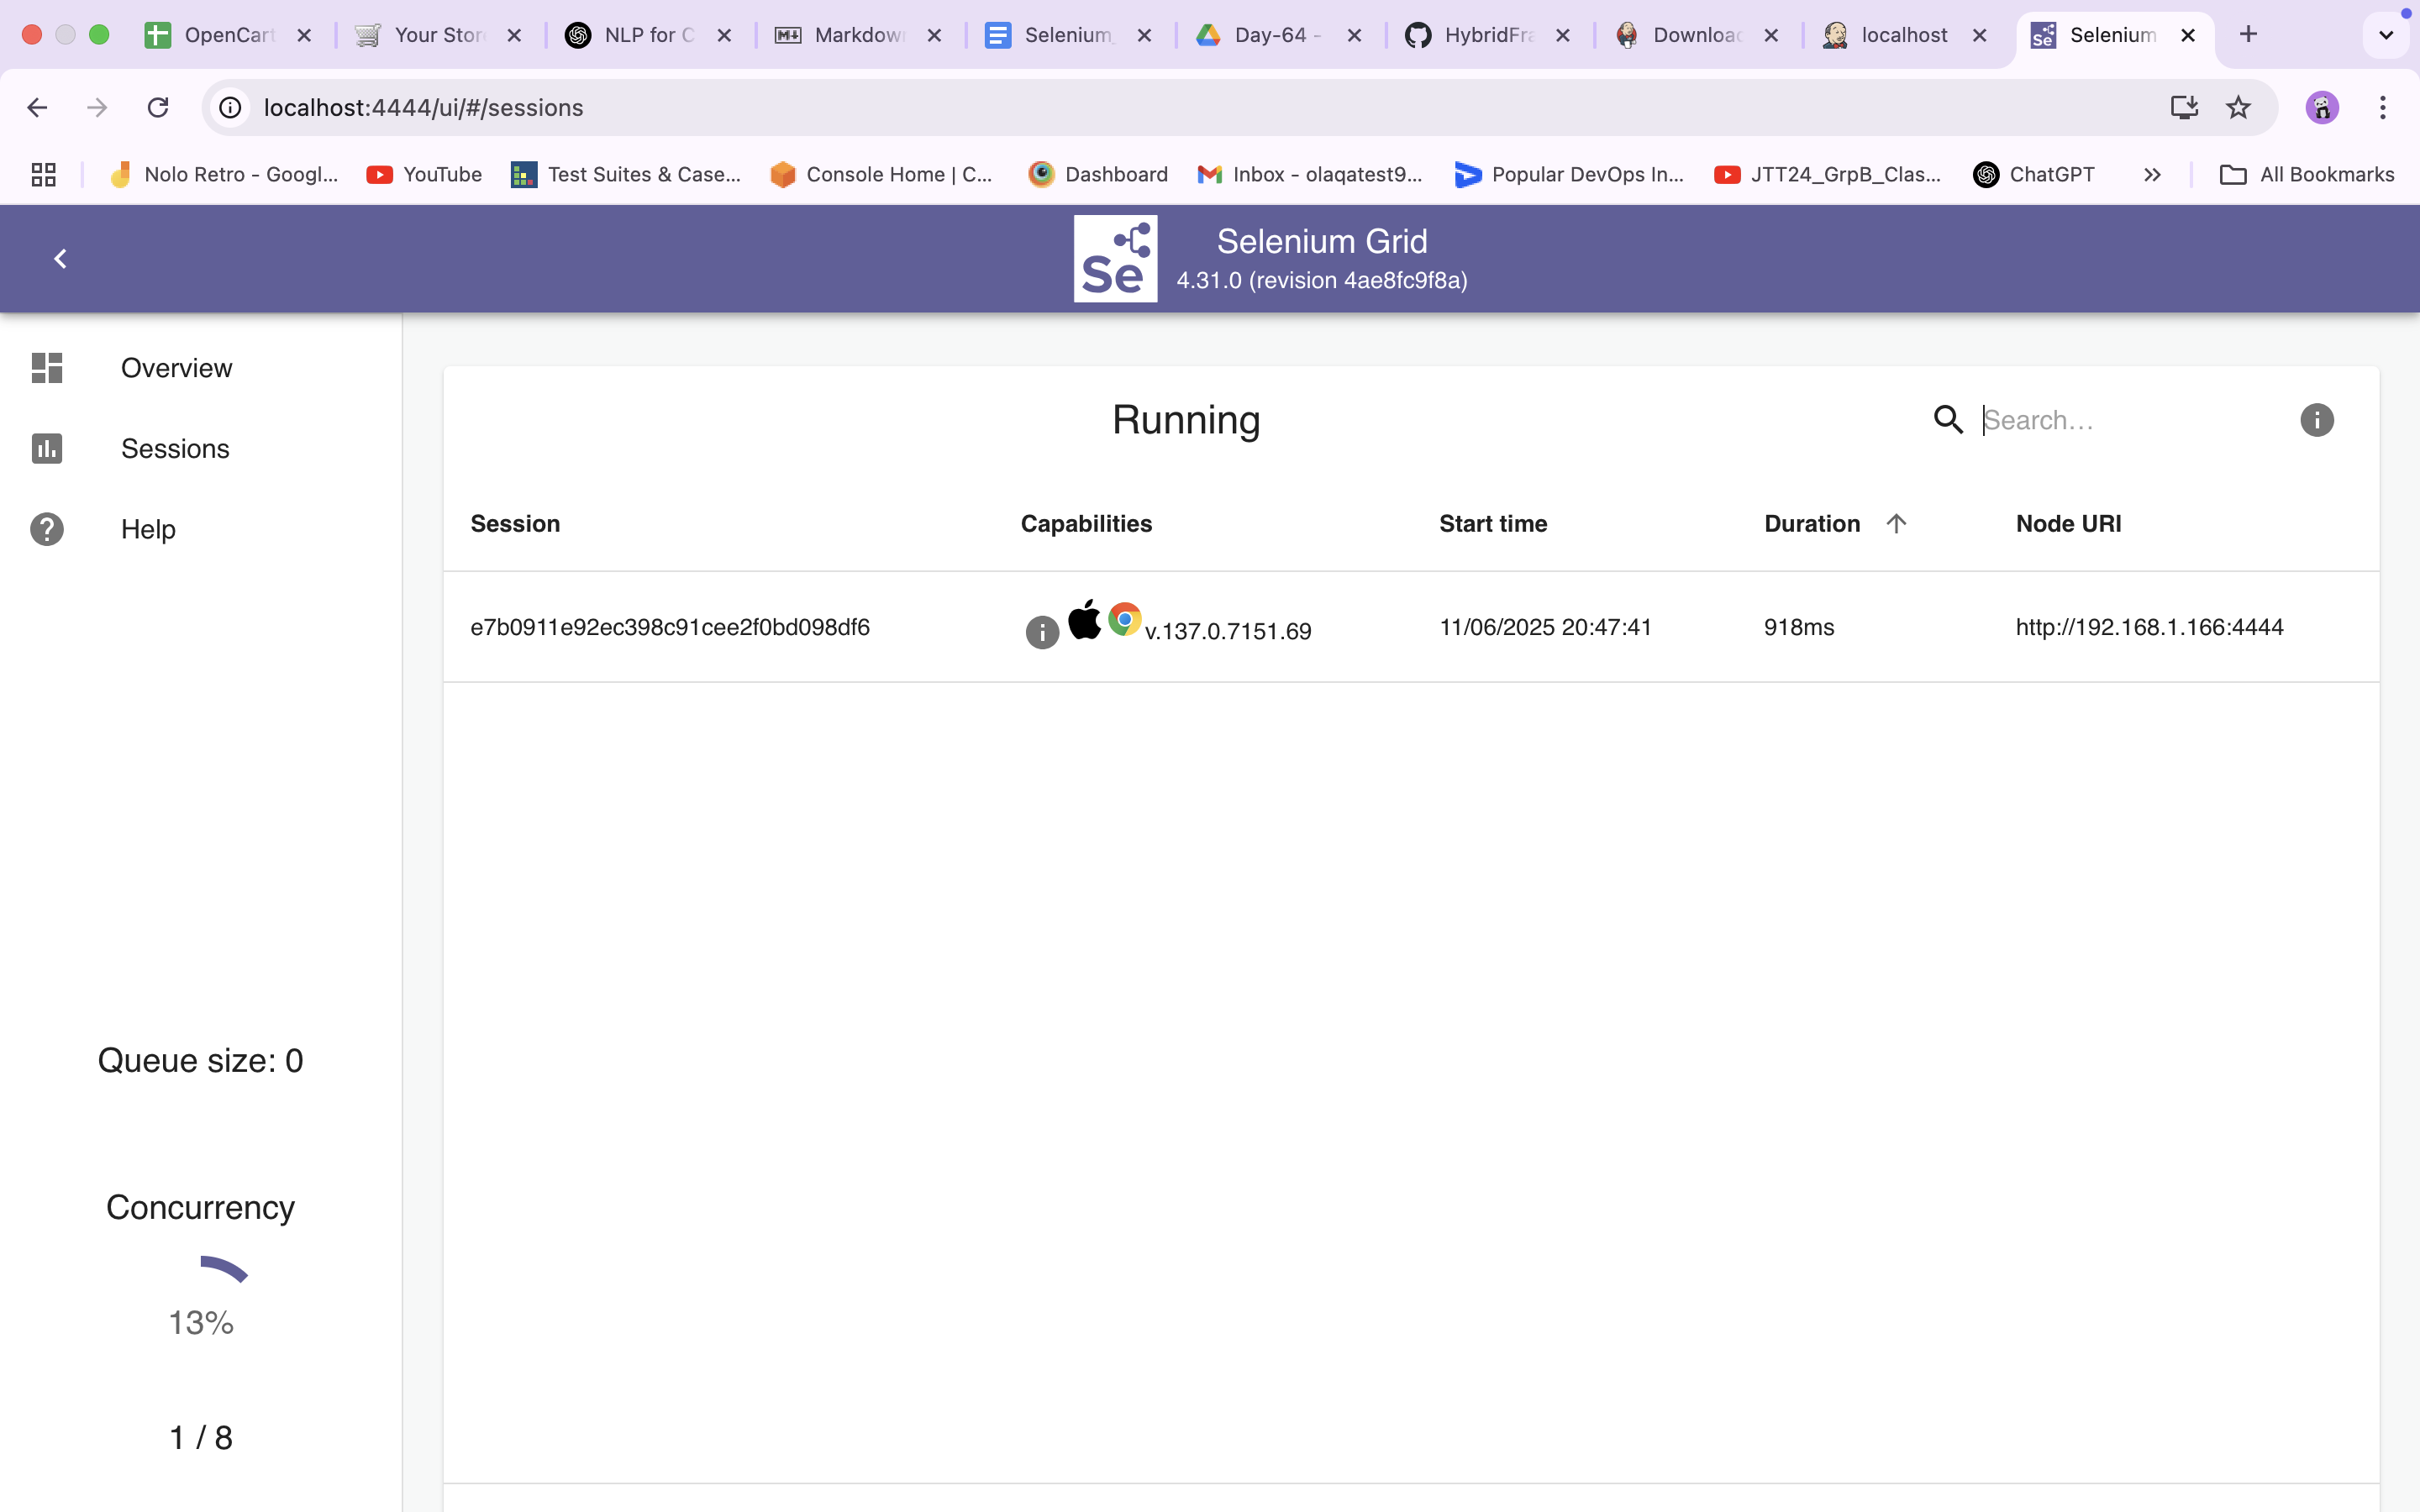 OpenCart
Your Stor
NLP for C
Markdow
Selenium_
Day-64 -
HybridFra
Downloac
localhost
Selenium
localhost:4444/ui/#/sessions
Nolo Retro - Googl...
YouTube
Test Suites & Case...
Console Home | C...
Dashboard
Inbox - olaqatest9...
Popular DevOps In...
JTT24_GrpB_Clas...
ChatGPT
All Bookmarks
Se
Selenium Grid
4.31.0 (revision 4ae8fc9f8a)
Overview
Sessions
Help
Running
Search…
Session Capabilities Start time Duration Node URI
e7b0911e92ec398c91cee2f0bd098df6 v.137.0.7151.69 11/06/2025 20:47:41 918ms http://192.168.1.166:4444
Queue size: 0
Concurrency
13%
1 / 8